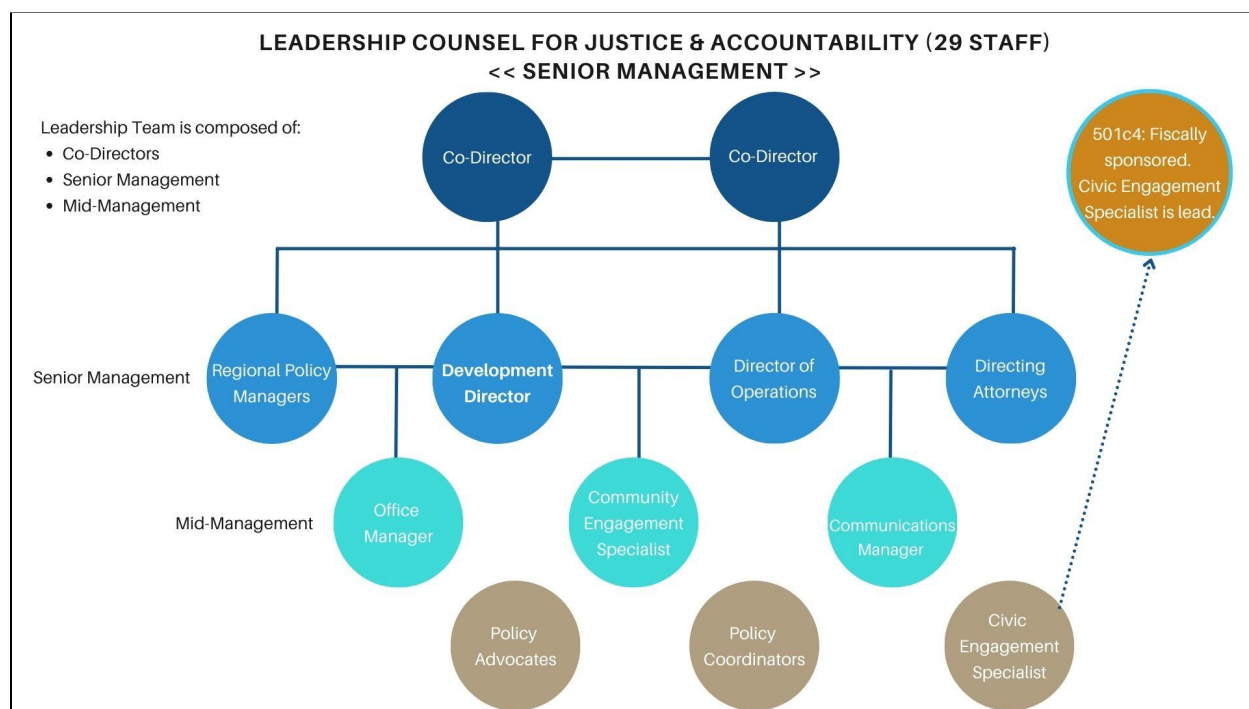 LEADERSHIP COUNSEL FOR JUSTICE & ACCOUNTABILITY (29 STAFF)
<< SENIOR MANAGEMENT >>
Leadership Team is composed of:
• Co-Directors
• Senior Management
• Mid-Management
Co-Director
Co-Director
501c4: Fiscally
sponsored.
Civic Engagement
Specialist is lead.
Senior Management
Regional Policy
Managers
Development
Director
Director of
Operations
Directing
Attorneys
Mid-Management
Office
Manager
Community
Engagement
Specialist
Communications
Manager
Policy
Advocates
Policy
Coordinators
Civic
Engagement
Specialist